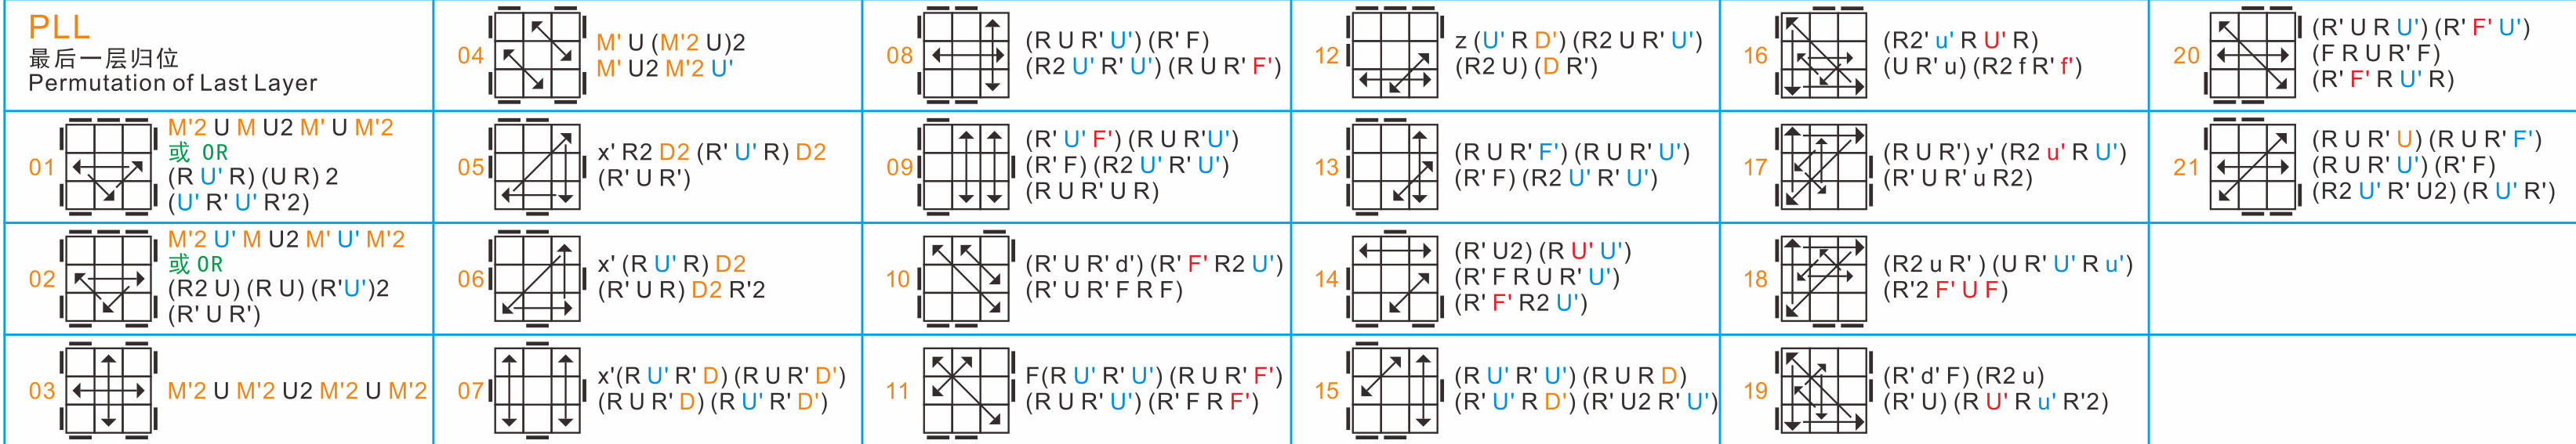 PLL
最后一层归位
Permutation of Last Layer
01
M'2 U M U2 M' U M'2
或 OR
(R U' R) (U R) 2
(U' R' U' R'2)
02
M'2 U' M U2 M' U' M'2
或 OR
(R2 U) (R U) (R'U')2
(R' U R')
03
M'2 U M'2 U2 M'2 U M'2
04
M' U (M'2 U)2
M' U2 M'2 U'
05
x' R2 D2 (R' U' R) D2
(R' U R')
06
x' (R U' R) D2
(R' U R) D2 R'2
07
x'(R U' R' D) (R U R' D')
(R U R' D) (R U' R' D')
08
(R U R' U') (R' F)
(R2 U' R' U') (R U R' F')
09
(R' U' F') (R U R'U')
(R' F) (R2 U' R' U')
(R U R' U R)
10
(R' U R' d') (R' F' R2 U')
(R' U R' F R F)
11
F(R U' R' U') (R U R' F')
(R U R' U') (R' F R F')
12
z (U' R D') (R2 U R' U')
(R2 U) (D R')
13
(R U R' F') (R U R' U')
(R' F) (R2 U' R' U')
14
(R' U2) (R U' U')
(R' F R U R' U')
(R' F' R2 U')
15
(R U' R' U') (R U R D)
(R' U' R D') (R' U2 R' U')
16
(R2' u' R U' R)
(U R' u) (R2 f R' f')
17
(R U R') y' (R2 u' R U')
(R' U R' u R2)
18
(R2 u R' ) (U R' U' R u')
(R'2 F' U F)
19
(R' d' F) (R2 u)
(R' U) (R U' R u' R'2)
20
(R' U R U') (R' F' U')
(F R U R' F)
(R' F' R U' R)
21
(R U R' U) (R U R' F')
(R U R' U') (R' F)
(R2 U' R' U2) (R U' R')